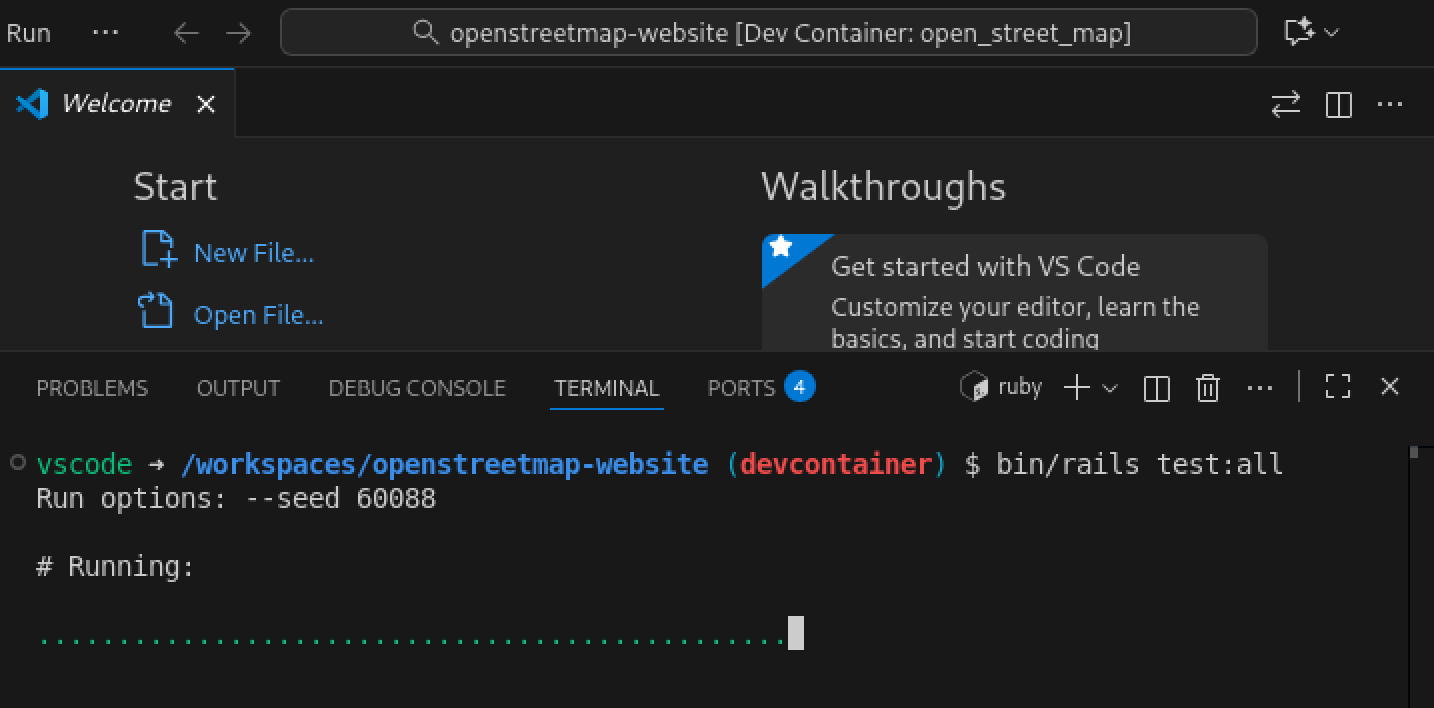 Run ··· ← → openstreetmap-website [Dev Container: open_street_map]
Welcome
Start
Walkthroughs
New File...
Get started with VS Code
Open File...
Customize your editor, learn the
basics, and start coding
PROBLEMS OUTPUT DEBUG CONSOLE TERMINAL PORTS 4 ruby
vscode ➜ /workspaces/openstreetmap-website (devcontainer) $ bin/rails test:all
Run options: --seed 60088
# Running:
...............................................